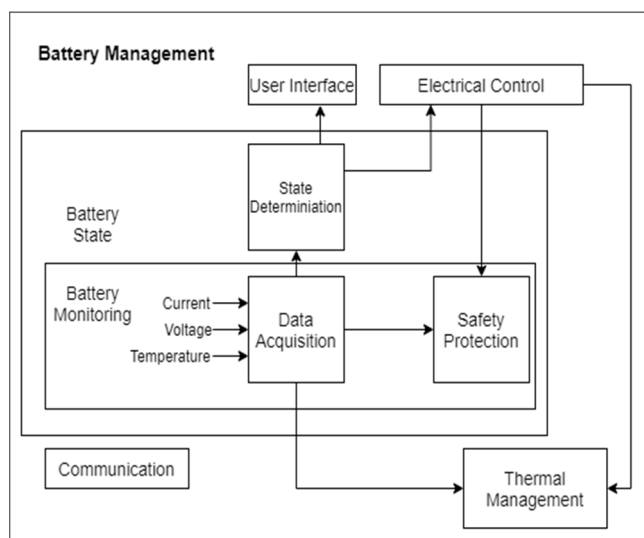 Battery Management
User Interface
Electrical Control
State
Determiniation
Battery
State
Battery
Monitoring
Current
Voltage
Temperature
Data
Acquisition
Safety
Protection
Communication
Thermal
Management